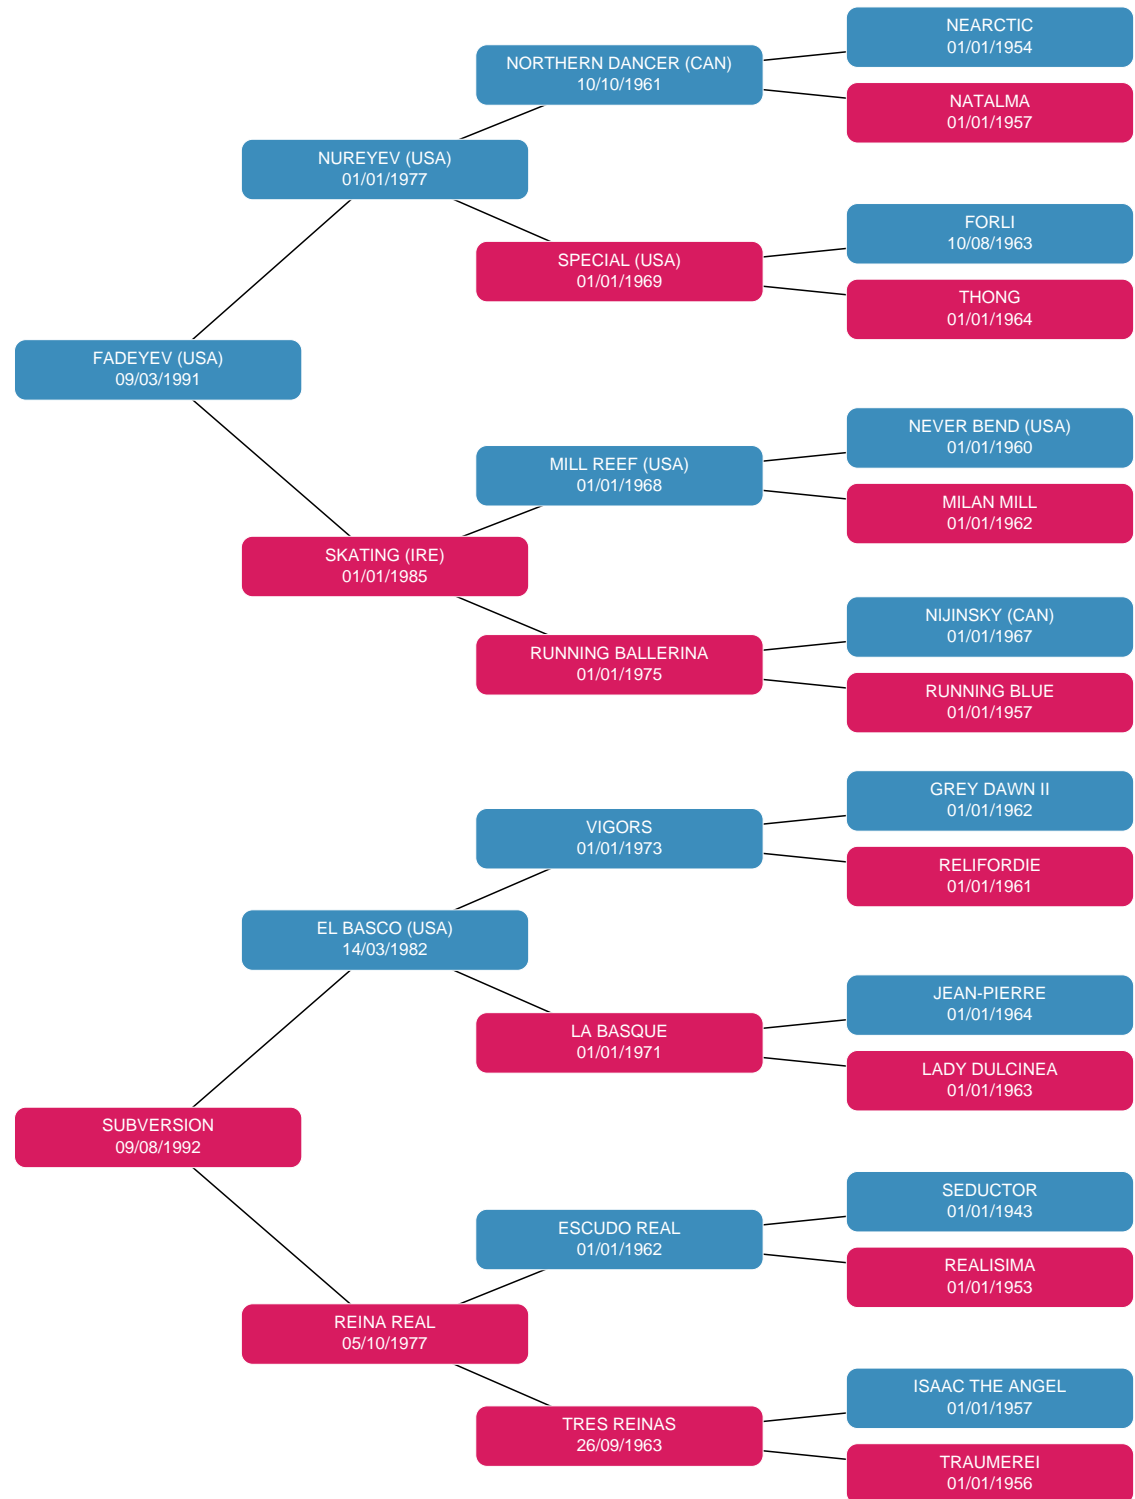 NEARCTIC
01/01/1954
NORTHERN DANCER (CAN)
10/10/1961
NATALMA
01/01/1957
NUREYEV (USA)
01/01/1977
FORLI
10/08/1963
SPECIAL (USA)
01/01/1969
THONG
01/01/1964
FADEYEV (USA)
09/03/1991
NEVER BEND (USA)
01/01/1960
MILL REEF (USA)
01/01/1968
MILAN MILL
01/01/1962
SKATING (IRE)
01/01/1985
NIJINSKY (CAN)
01/01/1967
RUNNING BALLERINA
01/01/1975
RUNNING BLUE
01/01/1957
GREY DAWN II
01/01/1962
VIGORS
01/01/1973
RELIFORDIE
01/01/1961
EL BASCO (USA)
14/03/1982
JEAN-PIERRE
01/01/1964
LA BASQUE
01/01/1971
LADY DULCINEA
01/01/1963
SUBVERSION
09/08/1992
SEDUCTOR
01/01/1943
ESCUDO REAL
01/01/1962
REALISIMA
01/01/1953
REINA REAL
05/10/1977
ISAAC THE ANGEL
01/01/1957
TRES REINAS
26/09/1963
TRAUMEREI
01/01/1956